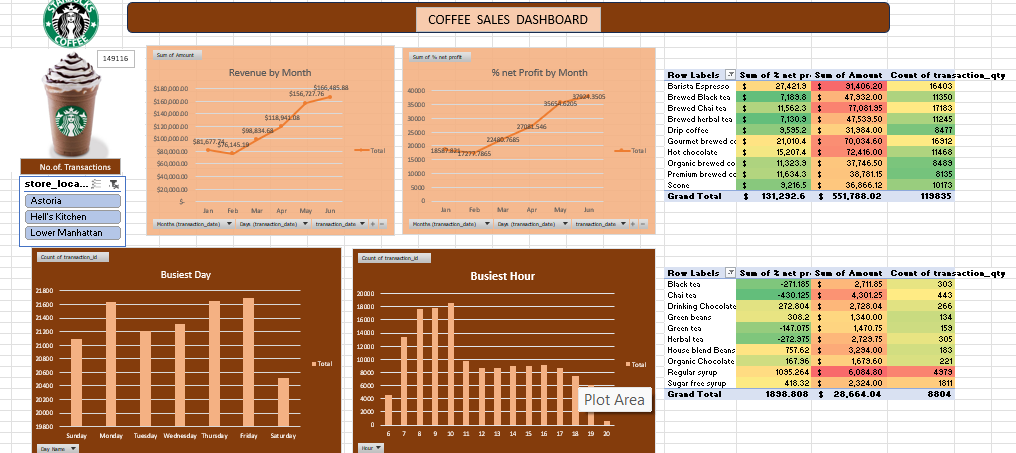 COFFEE SALES DASHBOARD
149116
No.of. Transactions
store_loca...
Astoria
Hell's Kitchen
Lower Manhattan
Sum of Amount
Revenue by Month
$180,000.00
$160,000.00
$140,000.00
$120,000.00
$100,000.00
$80,000.00
$60,000.00
$40,000.00
$20,000.00
$-
$76,145.19
$98,834.68
$118,941.08
$156,727.76
$166,485.88
Total
Jan Feb Mar Apr May Jun
Months (transaction_date) Days (transaction_date) transaction_date
Sum of % net profit
% net Profit by Month
40000
35000
30000
25000
20000
15000
10000
5000
0
17277.7865
22480.7685
27081.546
35654.6205
37924.3505
Total
Jan Feb Mar Apr May Jun
Months (transaction_date) Days (transaction_date) transaction_date
Row Labels Sum of % net pr Sum of Amount Count of transaction_qty
Barista Espresso $ 27,421.9 $ 91,406.20 16403
Brewed Black tea $ 7,189.8 $ 47,932.00 11350
Brewed Chai tea $ 11,562.3 $ 77,081.95 17183
Brewed herbal tea $ 7,130.9 $ 47,539.50 11245
Drip coffee $ 9,595.2 $ 31,984.00 8477
Gourmet brewed co $ 21,010.4 $ 70,034.60 16912
Hot chocolate $ 15,207.4 $ 72,416.00 11468
Organic brewed co $ 11,323.9 $ 37,746.50 8489
Premium brewed co $ 11,634.3 $ 38,781.15 8135
Scone $ 9,216.5 $ 36,866.12 10173
Grand Total $ 131,292.6 $ 551,788.02 119835
Count of transaction_id
Busiest Day
21800
21600
21400
21200
21000
20800
20600
20400
20200
20000
19800
Total
Sunday Monday Tuesday Wednesday Thursday Friday Saturday
Day Name
Count of transaction_id
Busiest Hour
20000
18000
16000
14000
12000
10000
8000
6000
4000
2000
0
Total
Plot Area
6 7 8 9 10 11 12 13 14 15 16 17 18 19 20
Hour
Row Labels Sum of % net pr Sum of Amount Count of transaction_qty
Black tea -271.185 $ 2,711.85 303
Chai tea -430.125 $ 4,301.25 443
Drinking Chocolate 272.804 $ 2,728.04 266
Green beans 308.2 $ 1,340.00 134
Green tea -147.075 $ 1,470.75 159
Herbal tea -272.975 $ 2,729.75 305
House blend Beans 757.62 $ 3,294.00 183
Organic Chocolate 167.96 $ 1,679.60 221
Regular syrup 1095.264 $ 6,084.80 4979
Sugar free syrup 418.32 $ 2,324.00 1811
Grand Total 1898.808 $ 28,664.04 8804